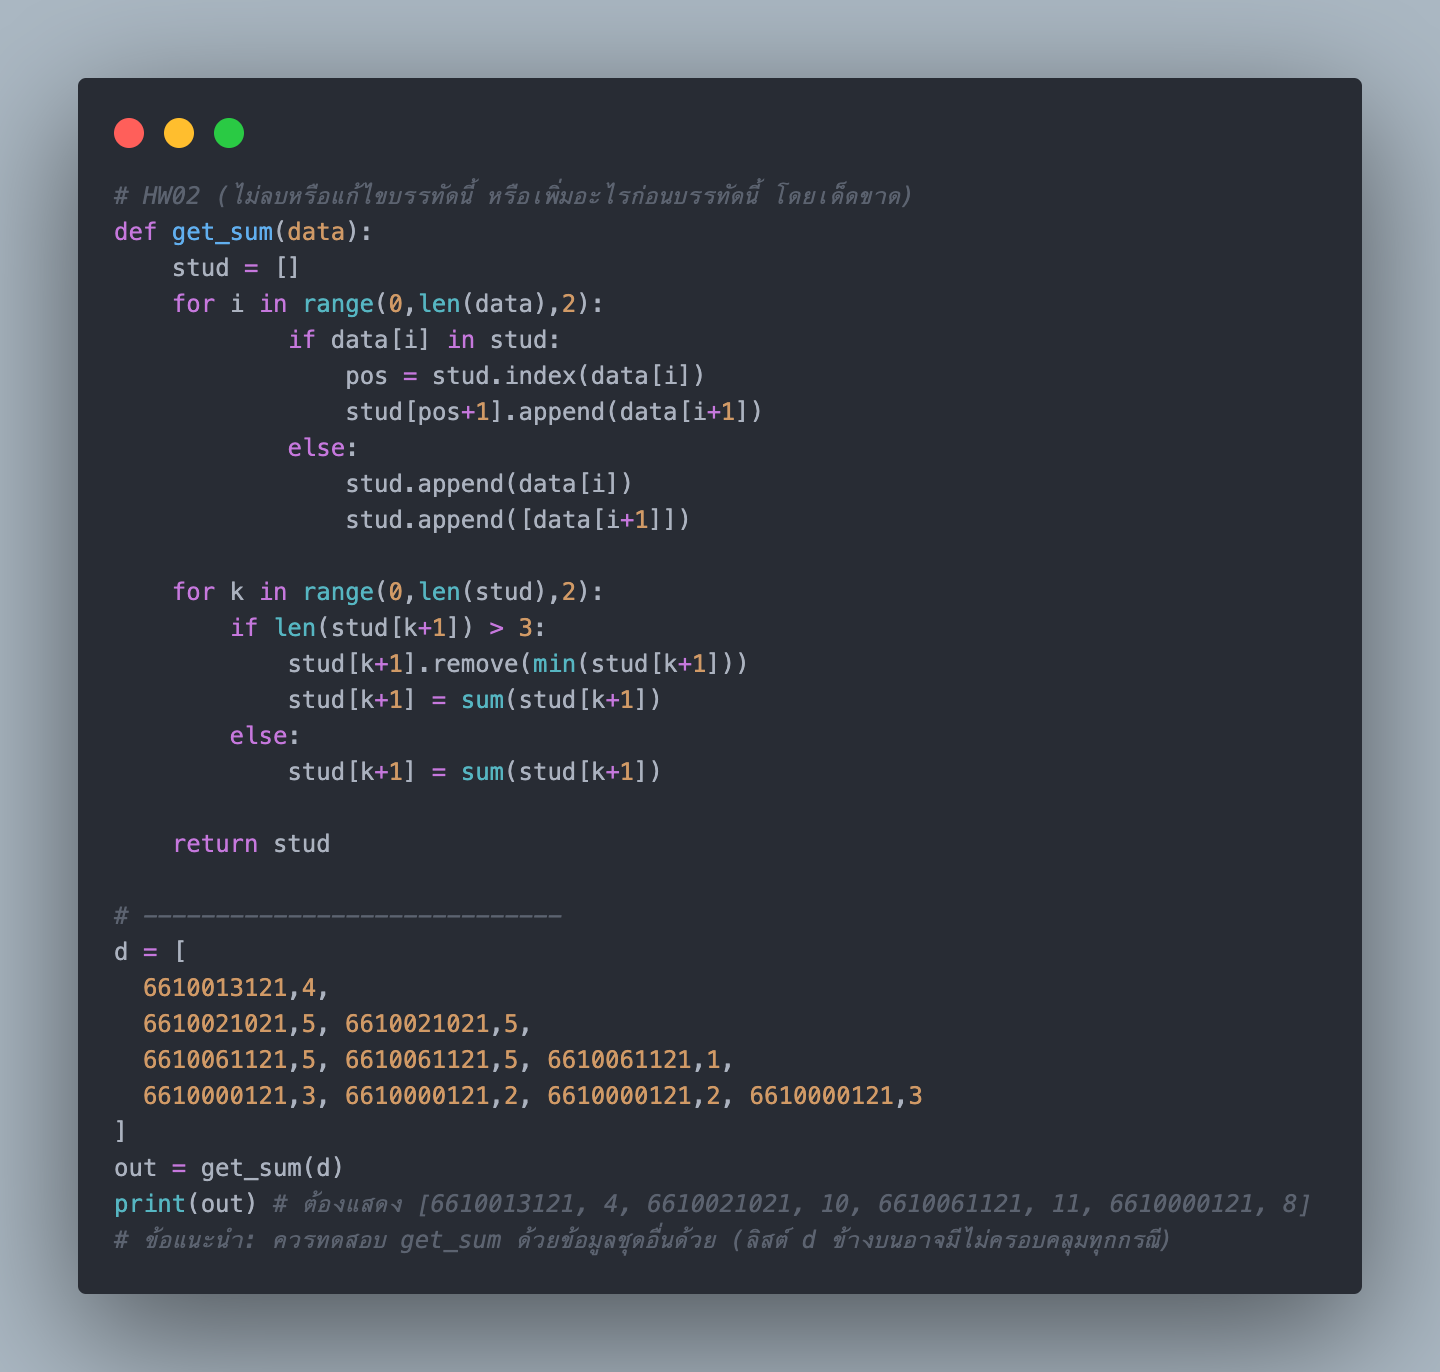 # HW02 (ไม่ลบหรือแก้ไขบรรทัดนี้ หรือเพิ่มอะไรก่อนบรรทัดนี้ โดยเด็ดขาด)
def get_sum(data):
    stud = []
    for i in range(0,len(data),2):
            if data[i] in stud:
                pos = stud.index(data[i])
                stud[pos+1].append(data[i+1])
            else:
                stud.append(data[i])
                stud.append([data[i+1]])

    for k in range(0,len(stud),2):
        if len(stud[k+1]) > 3:
            stud[k+1].remove(min(stud[k+1]))
            stud[k+1] = sum(stud[k+1])
        else:
            stud[k+1] = sum(stud[k+1])

    return stud

# -----------------------------
d = [
  6610013121,4,
  6610021021,5, 6610021021,5,
  6610061121,5, 6610061121,5, 6610061121,1,
  6610000121,3, 6610000121,2, 6610000121,2, 6610000121,3
]
out = get_sum(d)
print(out) # ต้องแสดง [6610013121, 4, 6610021021, 10, 6610061121, 11, 6610000121, 8]
# ข้อแนะนำ: ควรทดสอบ get_sum ด้วยข้อมูลชุดอื่นด้วย (ลิสต์ d ข้างบนอาจมีไม่ครอบคลุมทุกกรณี)